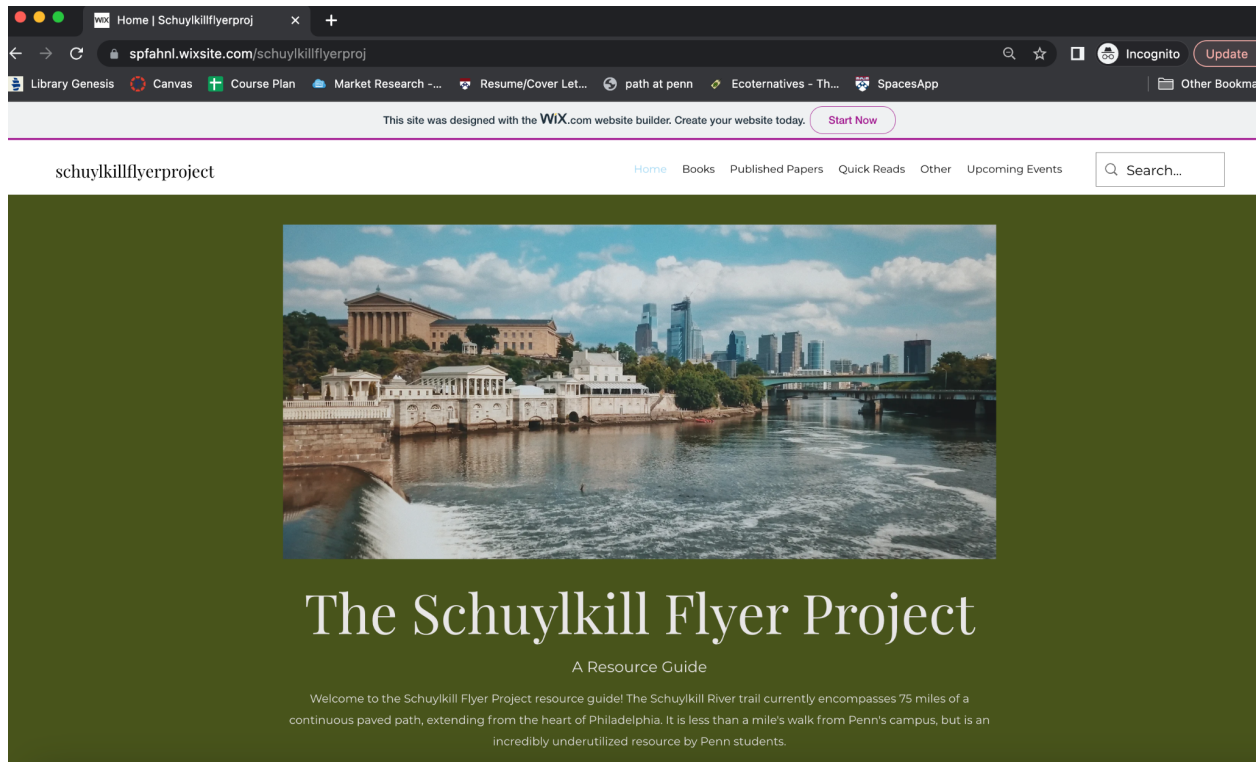 WiX Home | Schuylkillflyerproj
spfahnl.wixsite.com/schuylkillflyerproj Incognito Update
Library Genesis Canvas Course Plan Market Research -... Resume/Cover Let... path at penn Ecoternatives - Th... SpacesApp Other Bookma
This site was designed with the WiX.com website builder. Create your website today. Start Now
schuylkillflyerproject Home Books Published Papers Quick Reads Other Upcoming Events Search...
The Schuylkill Flyer Project
A Resource Guide
Welcome to the Schuylkill Flyer Project resource guide! The Schuylkill River trail currently encompasses 75 miles of a
continuous paved path, extending from the heart of Philadelphia. It is less than a mile's walk from Penn's campus, but is an
incredibly underutilized resource by Penn students.